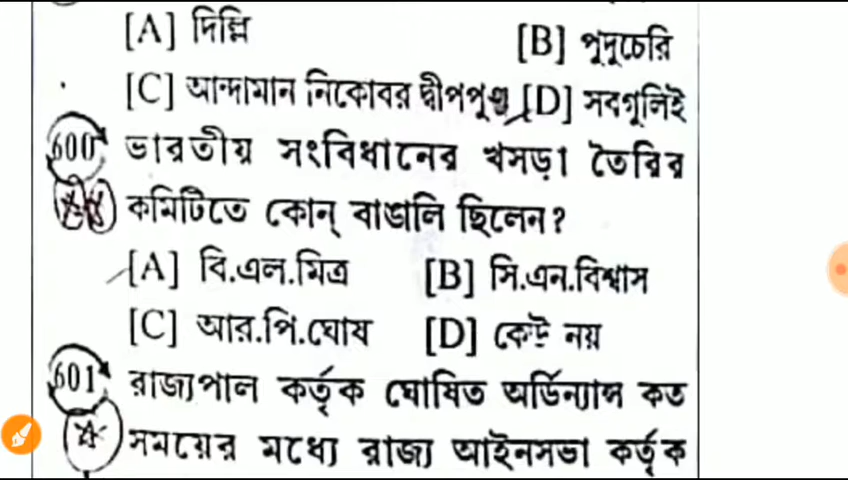 [A] দিল্লি [B] পুদুচেরি
[C] আন্দামান নিকোবর দ্বীপপুঞ্জ [D] সবগুলিই
600 ভারতীয় সংবিধানের খসড়া তৈরির
কমিটিতে কোন্ বাঙালি ছিলেন?
[A] বি.এল.মিত্র [B] সি.এন.বিশ্বাস
[C] আর.পি.ঘোষ [D] কেউ নয়
601 রাজ্যপাল কর্তৃক ঘোষিত অর্ডিন্যান্স কত
সময়ের মধ্যে রাজ্য আইনসভা কর্তৃক